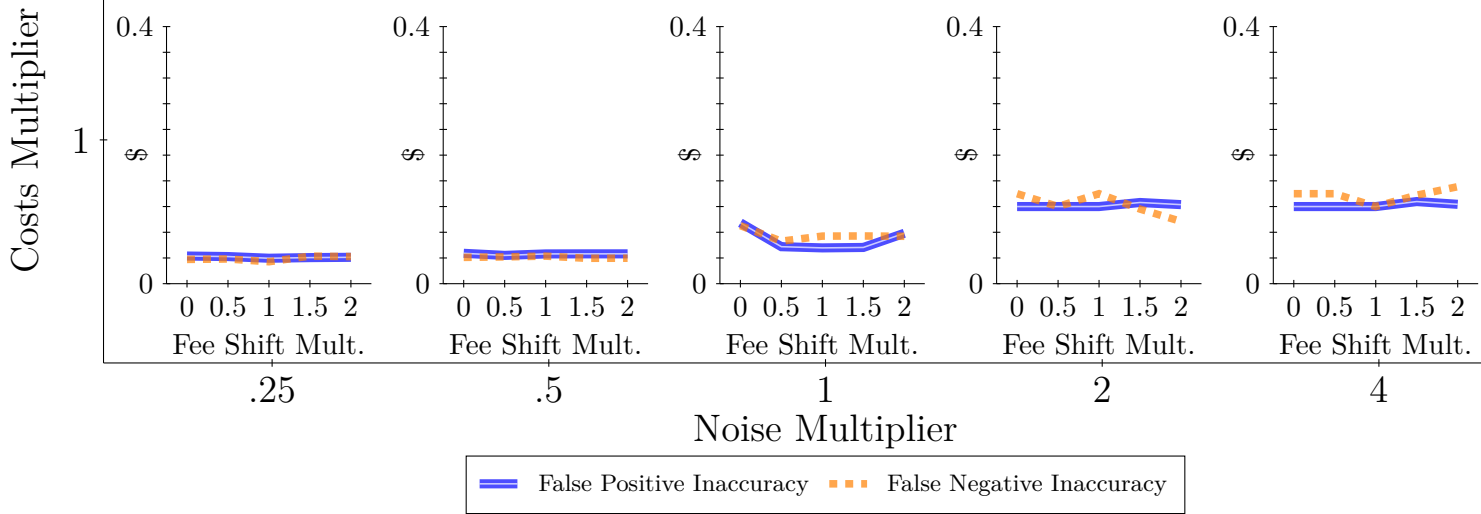 Costs Multiplier
1
0.4 0.4 0.4 0.4 0.4
$ $ $ $ $
0 0 0 0 0
0 0.5 1 1.5 2 0 0.5 1 1.5 2 0 0.5 1 1.5 2 0 0.5 1 1.5 2 0 0.5 1 1.5 2
Fee Shift Mult. Fee Shift Mult. Fee Shift Mult. Fee Shift Mult. Fee Shift Mult.
.25 .5 1 2 4
Noise Multiplier
False Positive Inaccuracy False Negative Inaccuracy